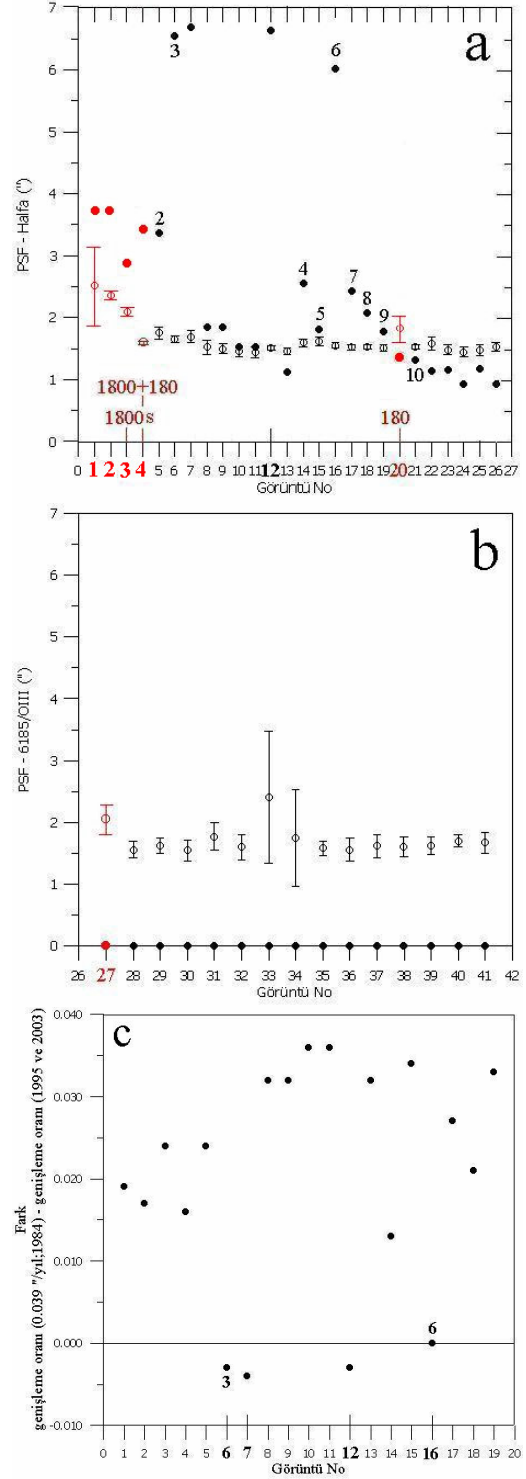 a
PSF - Halfa (")
7
6
5
4
3
2
1
0
3
6
2
4
5
7
8
9
10
1800+180
1800s
180
0 1 2 3 4 5 6 7 8 9 10 11 12 13 14 15 16 17 18 19 20 21 22 23 24 25 26 27
Görüntü No
b
PSF - 6185/OIII (")
7
6
5
4
3
2
1
0
26 27 28 29 30 31 32 33 34 35 36 37 38 39 40 41 42
Görüntü No
c
Fark
genişleme oranı (0.039 "/yıl;1984) - genişleme oranı (1995 ve 2003)
0.040
0.030
0.020
0.010
0.000
-0.010
6
3
0 1 2 3 4 5 6 7 8 9 10 11 12 13 14 15 16 17 18 19 20
Görüntü No